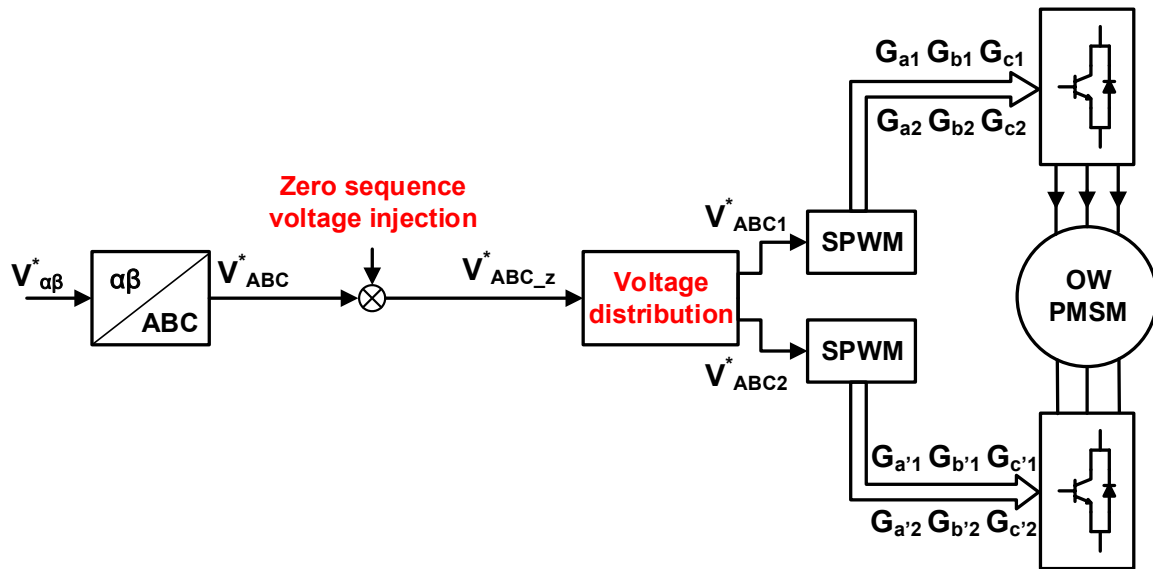 V*αβ
αβ
ABC
V*ABC
Zero sequence
voltage injection
V*ABC_z
Voltage
distribution
V*ABC1
V*ABC2
SPWM
SPWM
Ga1 Gb1 Gc1
Ga2 Gb2 Gc2
OW
PMSM
Ga'1 Gb'1 Gc'1
Ga'2 Gb'2 Gc'2